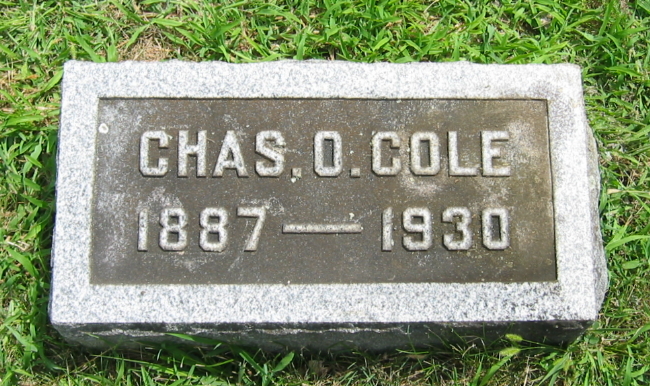 CHAS. O. COLE
1887 — 1930